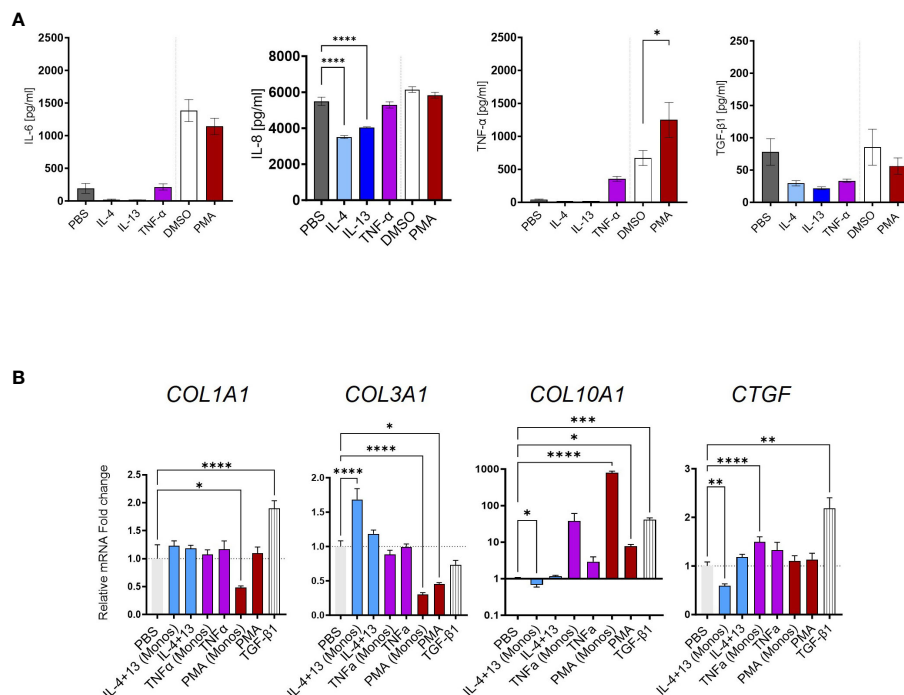 A
IL-6 [pg/ml]
2500
2000
1500
1000
500
0
PBS
IL-4
IL-13
TNF-α
DMSO
PMA
IL-8 [pg/ml]
8000
6000
4000
2000
0
****
****
PBS
IL-4
IL-13
TNF-α
DMSO
PMA
TNF-α [pg/ml]
2500
2000
1500
1000
500
0
*
PBS
IL-4
IL-13
TNF-α
DMSO
PMA
TGF-β1 [pg/ml]
250
200
150
100
50
0
PBS
IL-4
IL-13
TNF-α
DMSO
PMA
B
COL1A1
Relative mRNA Fold change
2.5
2.0
1.5
1.0
0.5
0.0
****
*
PBS
IL-4+13 (Monos)
IL-4+13
TNFα (Monos)
TNFα
PMA (Monos)
PMA
TGF-β1
COL3A1
2.0
1.5
1.0
0.5
0.0
*
****
****
PBS
IL-4+13 (Monos)
IL-4+13
TNFa (Monos)
TNFa
PMA (Monos)
PMA
TGF-β1
COL10A1
1000
100
10
1
0.1
***
*
****
*
PBS
IL-4+13 (Monos)
IL-4+13
TNFa (Monos)
TNFa
PMA (Monos)
PMA
TGF-β1
CTGF
3
2
1
0
**
****
**
PBS
IL-4+13 (Monos)
IL-4+13
TNFa (Monos)
TNFa
PMA (Monos)
PMA
TGF-β1